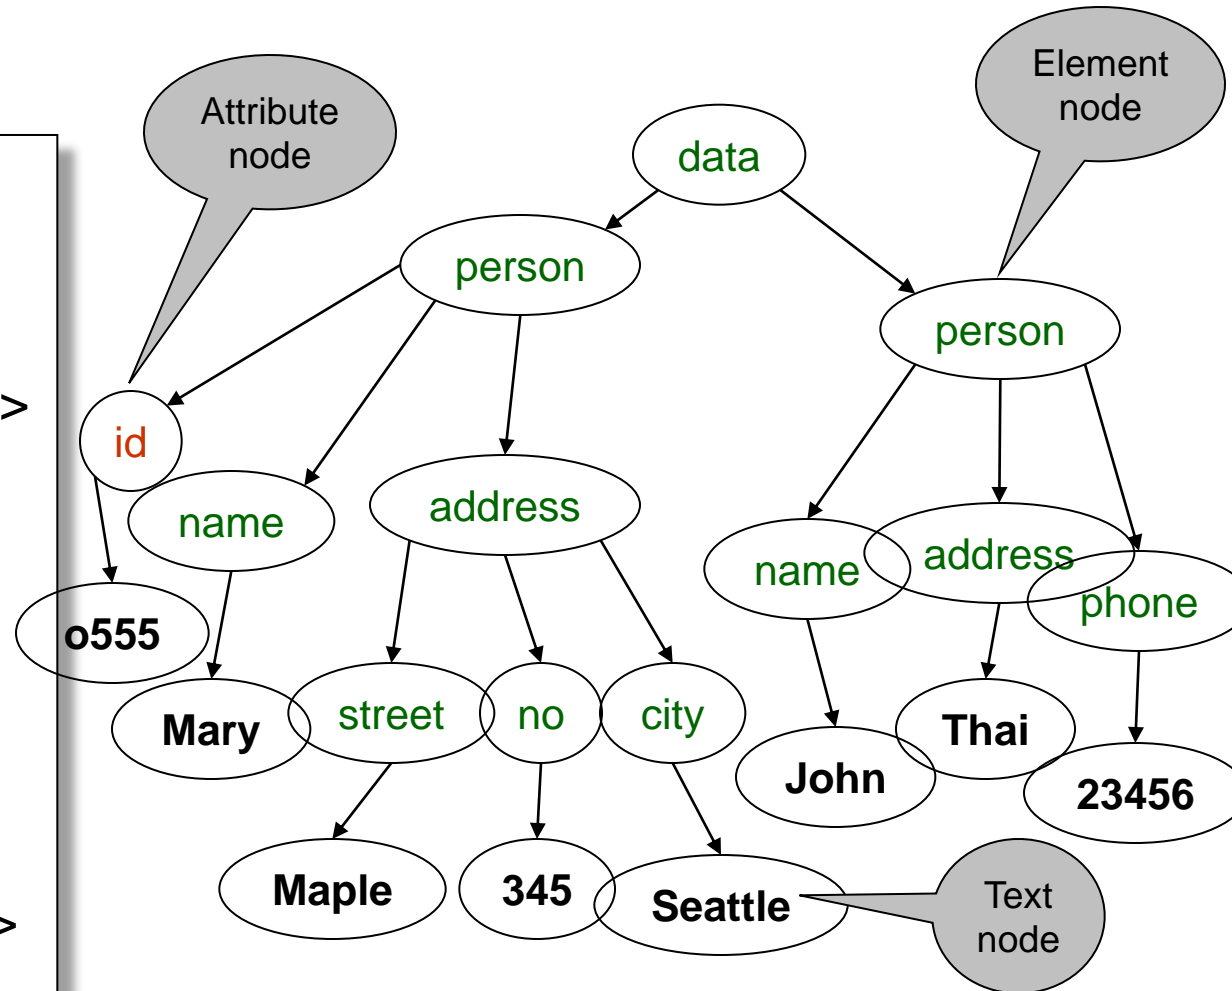 Element
node
Attribute
node
data
person
person
>
id
name
address
name
address
phone
o555
Mary
street
no
city
John
Thai
23456
Maple
345
Seattle
Text
node
>